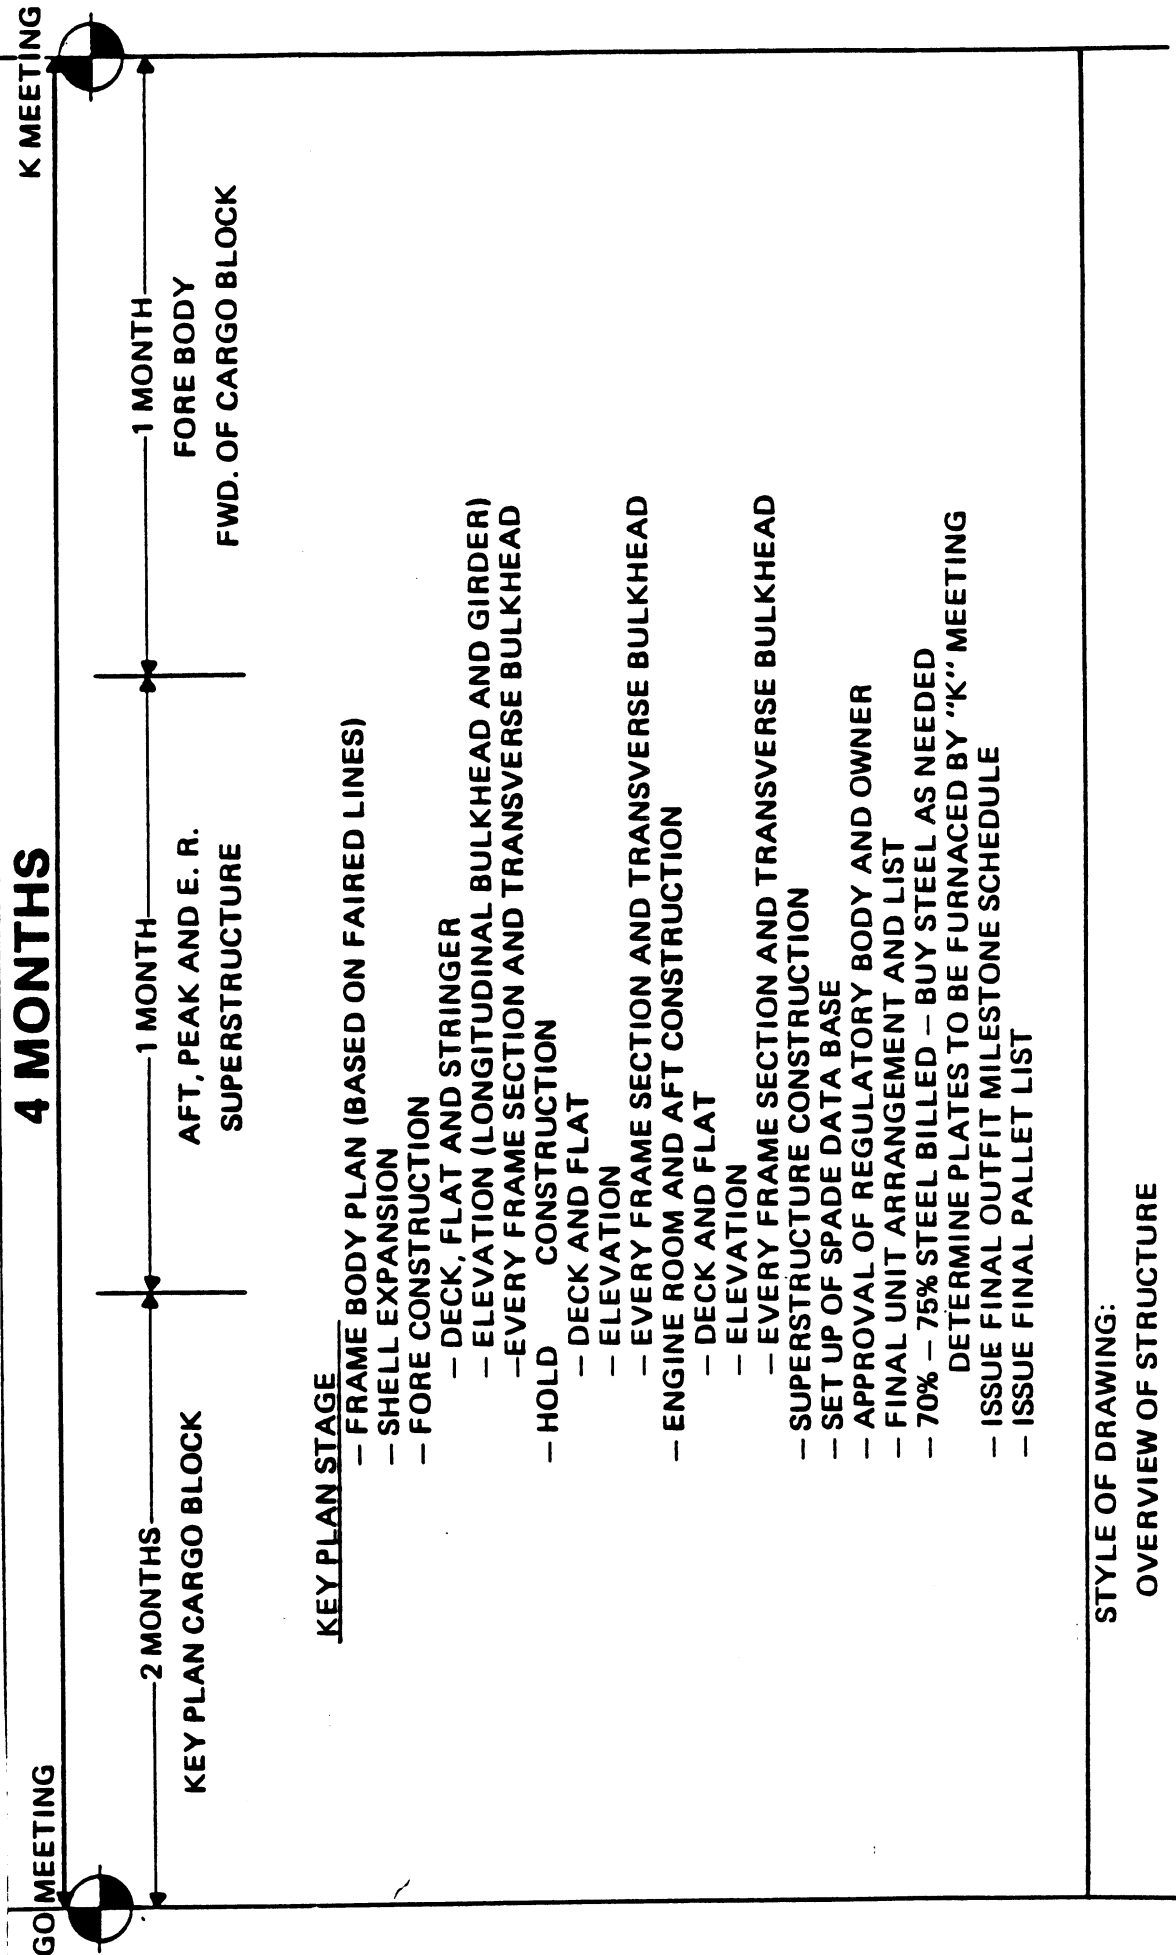 4 MONTHS
GO MEETING
K MEETING
2 MONTHS
1 MONTH
1 MONTH
KEY PLAN CARGO BLOCK
AFT, PEAK AND E. R.
SUPERSTRUCTURE
FORE BODY
FWD. OF CARGO BLOCK
KEY PLAN STAGE
– FRAME BODY PLAN (BASED ON FAIRED LINES)
– SHELL EXPANSION
– FORE CONSTRUCTION
– DECK, FLAT AND STRINGER
– ELEVATION (LONGITUDINAL BULKHEAD AND GIRDER)
–EVERY FRAME SECTION AND TRANSVERSE BULKHEAD
– HOLD CONSTRUCTION
– DECK AND FLAT
– ELEVATION
– EVERY FRAME SECTION AND TRANSVERSE BULKHEAD
– ENGINE ROOM AND AFT CONSTRUCTION
– DECK AND FLAT
– ELEVATION
– EVERY FRAME SECTION AND TRANSVERSE BULKHEAD
– SUPERSTRUCTURE CONSTRUCTION
– SET UP OF SPADE DATA BASE
– APPROVAL OF REGULATORY BODY AND OWNER
– FINAL UNIT ARRANGEMENT AND LIST
– 70% – 75% STEEL BILLED – BUY STEEL AS NEEDED
DETERMINE PLATES TO BE FURNACED BY "K" MEETING
– ISSUE FINAL OUTFIT MILESTONE SCHEDULE
– ISSUE FINAL PALLET LIST
STYLE OF DRAWING:
OVERVIEW OF STRUCTURE